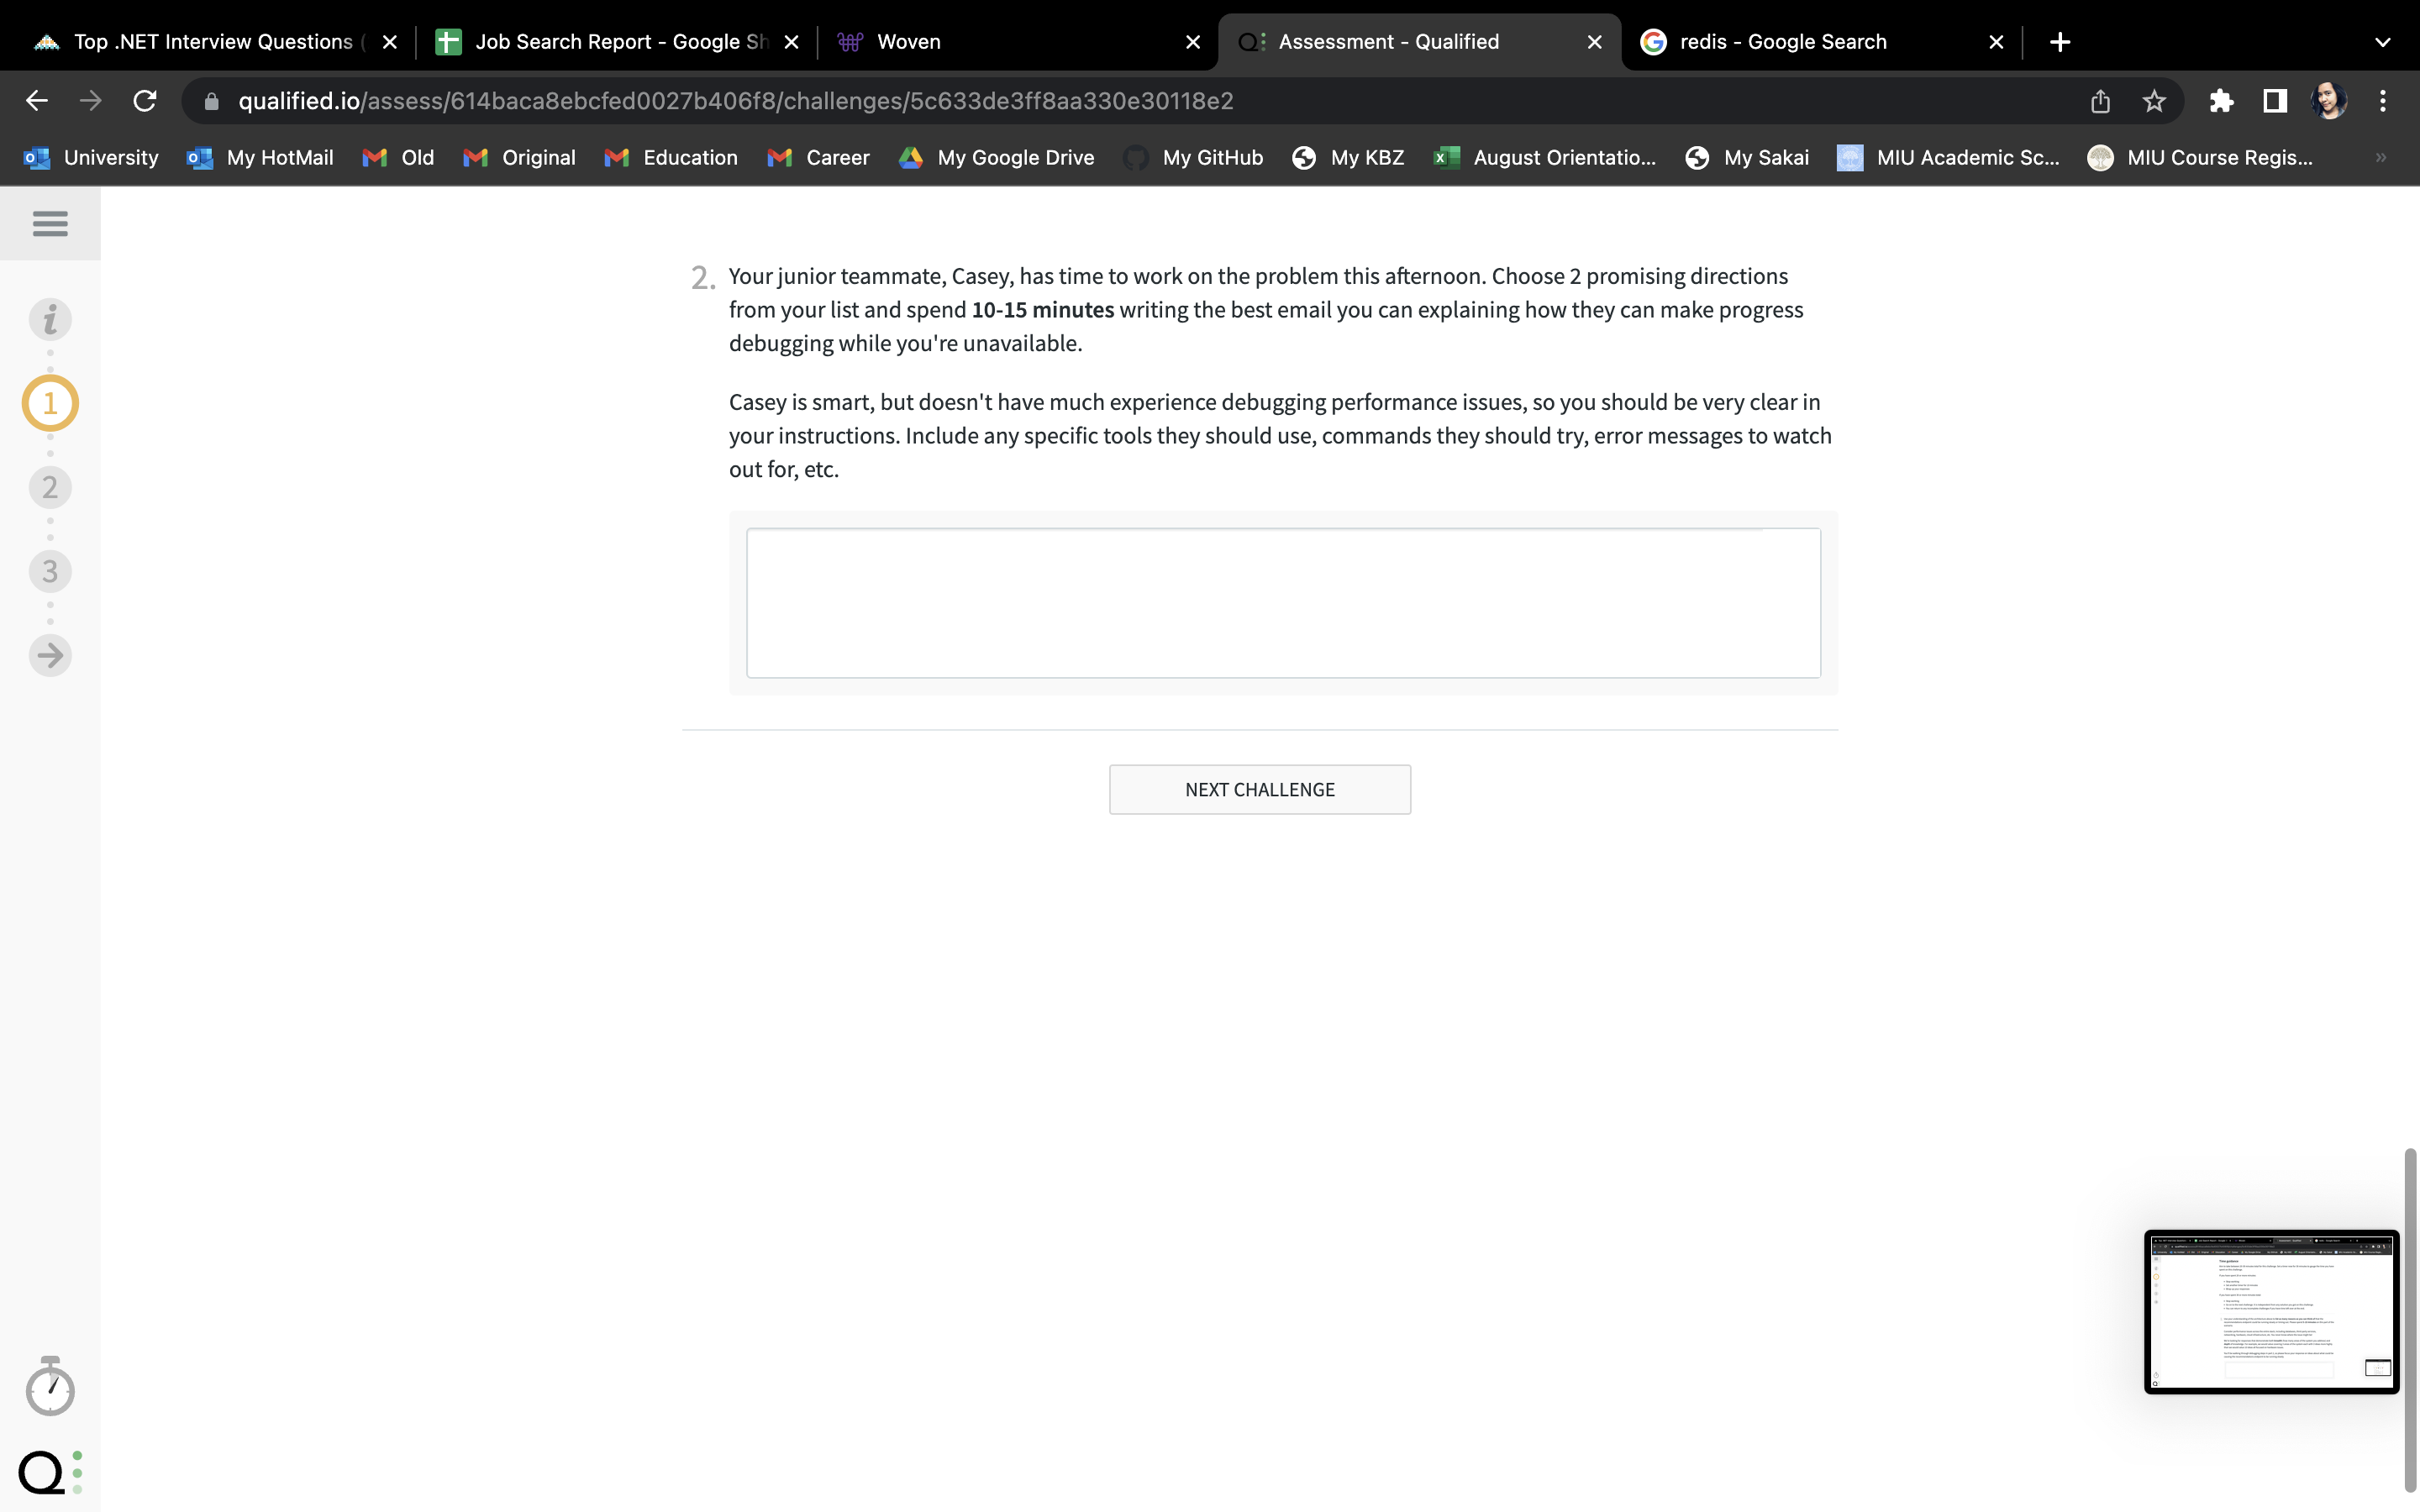 Top .NET Interview Questions (
Job Search Report - Google Sh
Woven
Assessment - Qualified
redis - Google Search
qualified.io/assess/614baca8ebcfed0027b406f8/challenges/5c633de3ff8aa330e30118e2
University
My HotMail
Old
Original
Education
Career
My Google Drive
My GitHub
My KBZ
August Orientatio...
My Sakai
MIU Academic Sc...
MIU Course Regis...
»
i
1
2
3
2. Your junior teammate, Casey, has time to work on the problem this afternoon. Choose 2 promising directions
from your list and spend 10-15 minutes writing the best email you can explaining how they can make progress
debugging while you're unavailable.
Casey is smart, but doesn't have much experience debugging performance issues, so you should be very clear in
your instructions. Include any specific tools they should use, commands they should try, error messages to watch
out for, etc.
NEXT CHALLENGE
Q